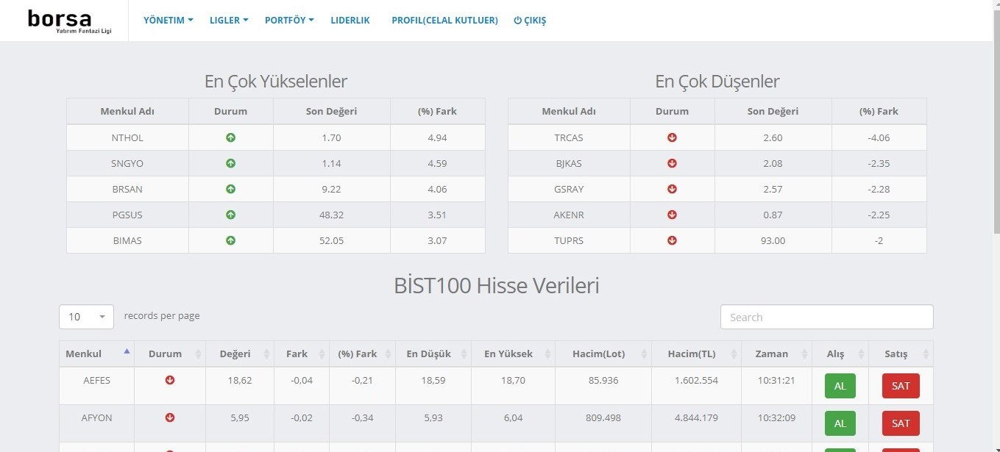 borsa
Yatırım Fantazi Ligi
YÖNETIM LIGLER PORTFÖY LIDERLIK PROFIL(CELAL KUTLUER) ÇIKIŞ
En Çok Yükselenler
Menkul Adı Durum Son Değeri (%) Fark
NTHOL 1.70 4.94
SNGYO 1.14 4.59
BRSAN 9.22 4.06
PGSUS 48.32 3.51
BIMAS 52.05 3.07
En Çok Düşenler
Menkul Adı Durum Son Değeri (%) Fark
TRCAS 2.60 -4.06
BJKAS 2.08 -2.35
GSRAY 2.57 -2.28
AKENR 0.87 -2.25
TUPRS 93.00 -2
BİST100 Hisse Verileri
10 records per page Search
Menkul Durum Değeri Fark (%) Fark En Düşük En Yüksek Hacim(Lot) Hacim(TL) Zaman Alış Satış
AEFES 18,62 -0,04 -0,21 18,59 18,70 85.936 1.602.554 10:31:21 AL SAT
AFYON 5,95 -0,02 -0,34 5,93 6,04 809.498 4.844.179 10:32:09 AL SAT